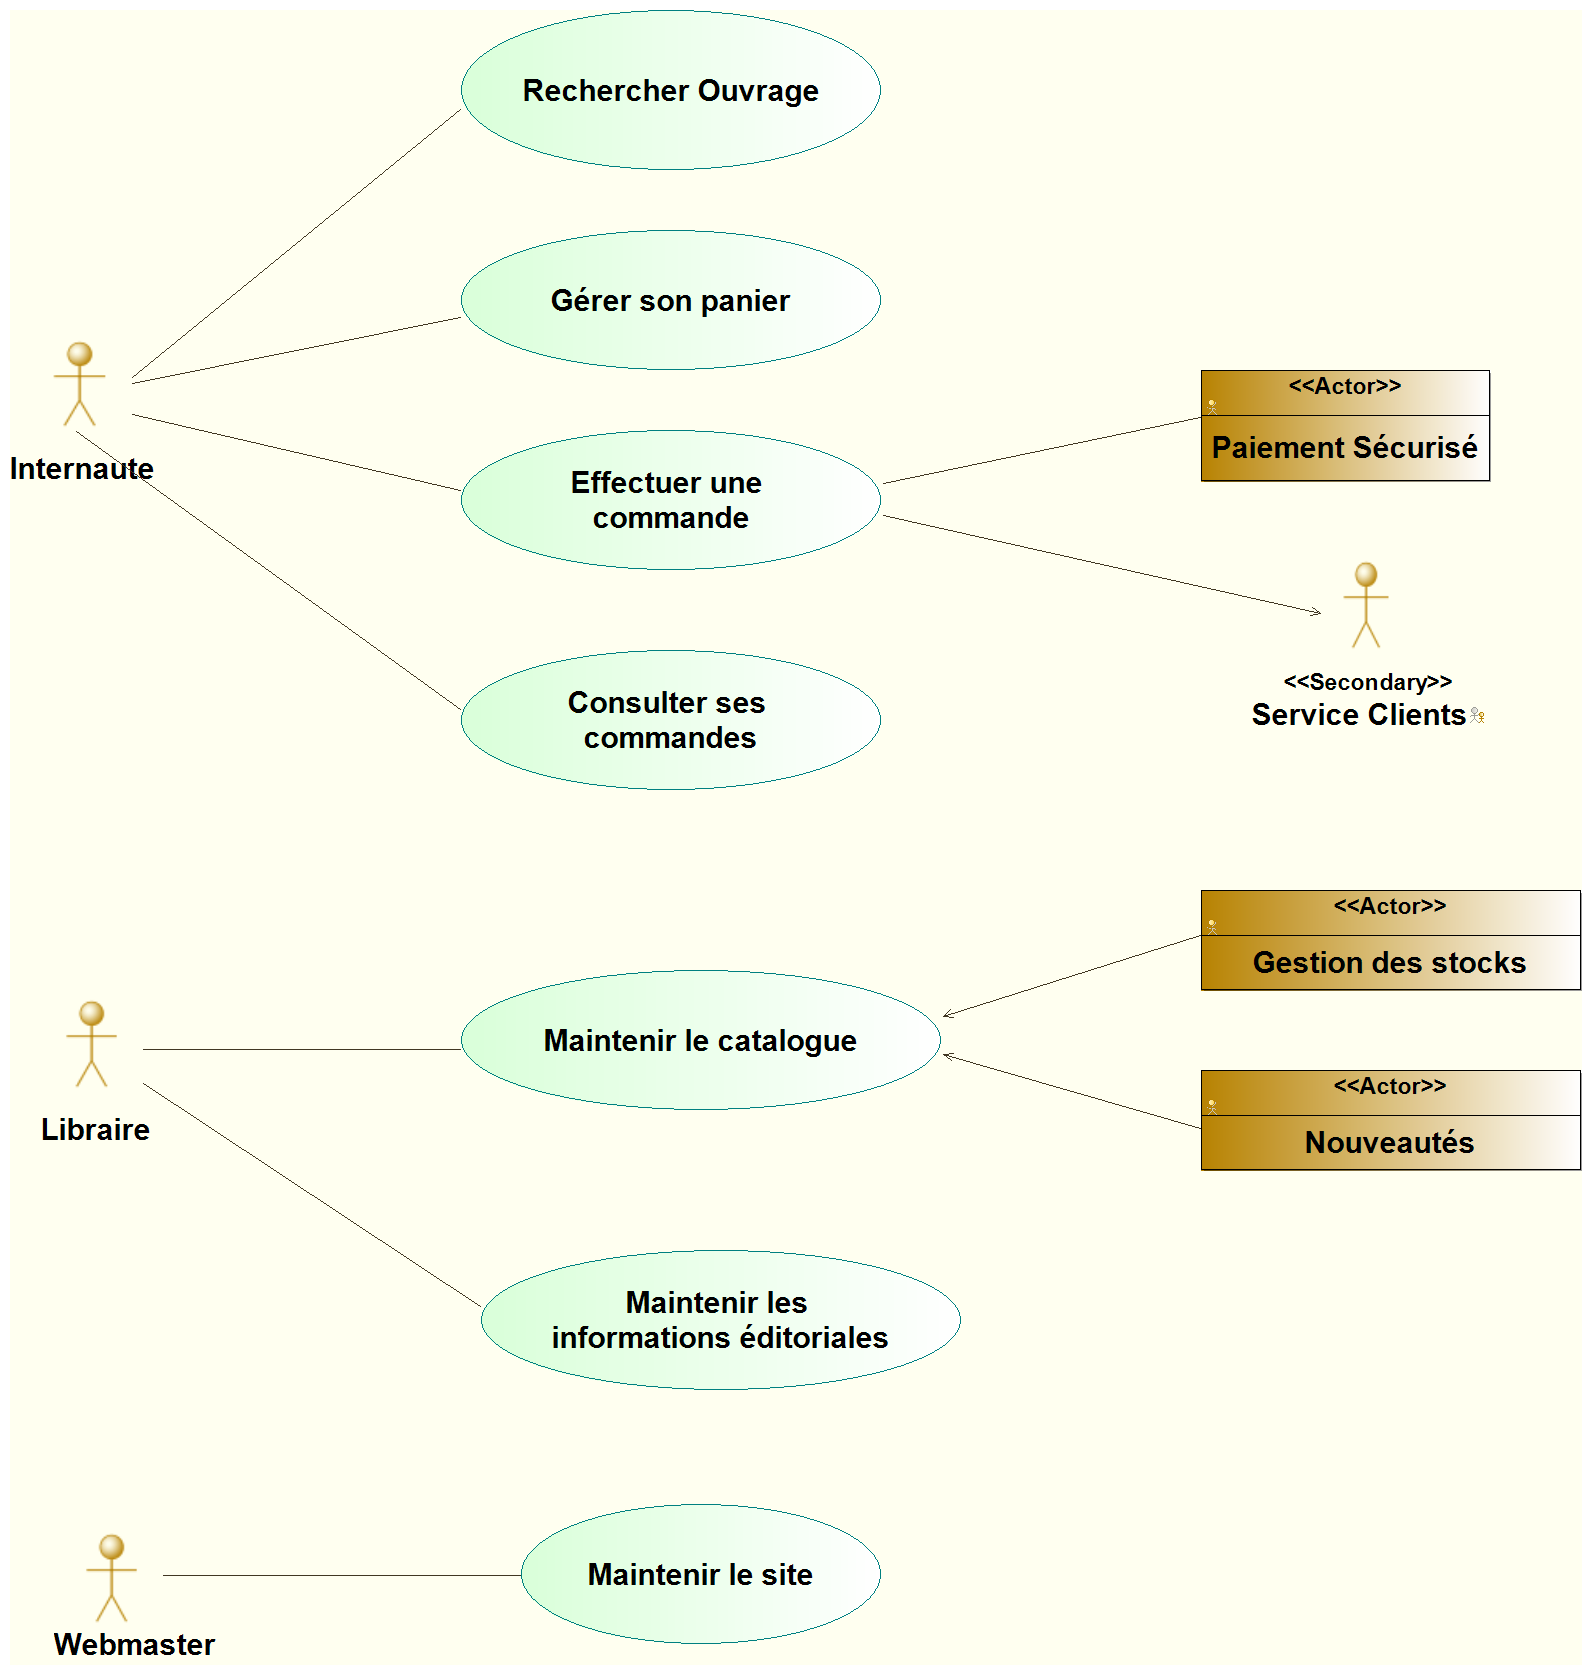 Rechercher Ouvrage
Gérer son panier
Internaute
Effectuer une
commande
<<Actor>>
Paiement Sécurisé
<<Secondary>>
Service Clients
Consulter ses
commandes
<<Actor>>
Gestion des stocks
Libraire
Maintenir le catalogue
<<Actor>>
Nouveautés
Maintenir les
informations éditoriales
Webmaster
Maintenir le site